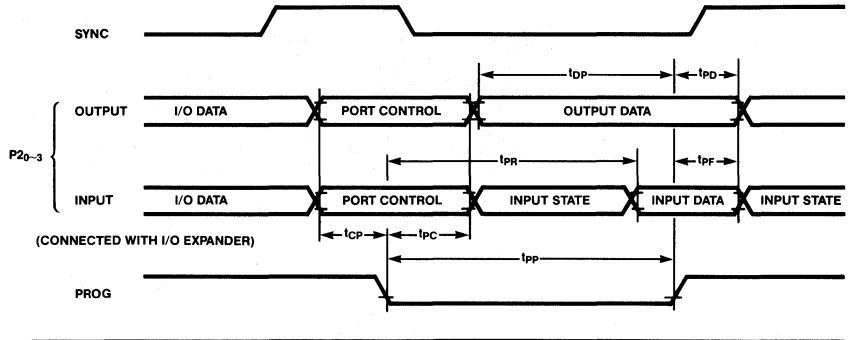 SYNC
tDP tPD
OUTPUT I/O DATA PORT CONTROL OUTPUT DATA
P20~3
tPR tPF
INPUT I/O DATA PORT CONTROL INPUT STATE INPUT DATA INPUT STATE
(CONNECTED WITH I/O EXPANDER)
tCP tPC
tPP
PROG